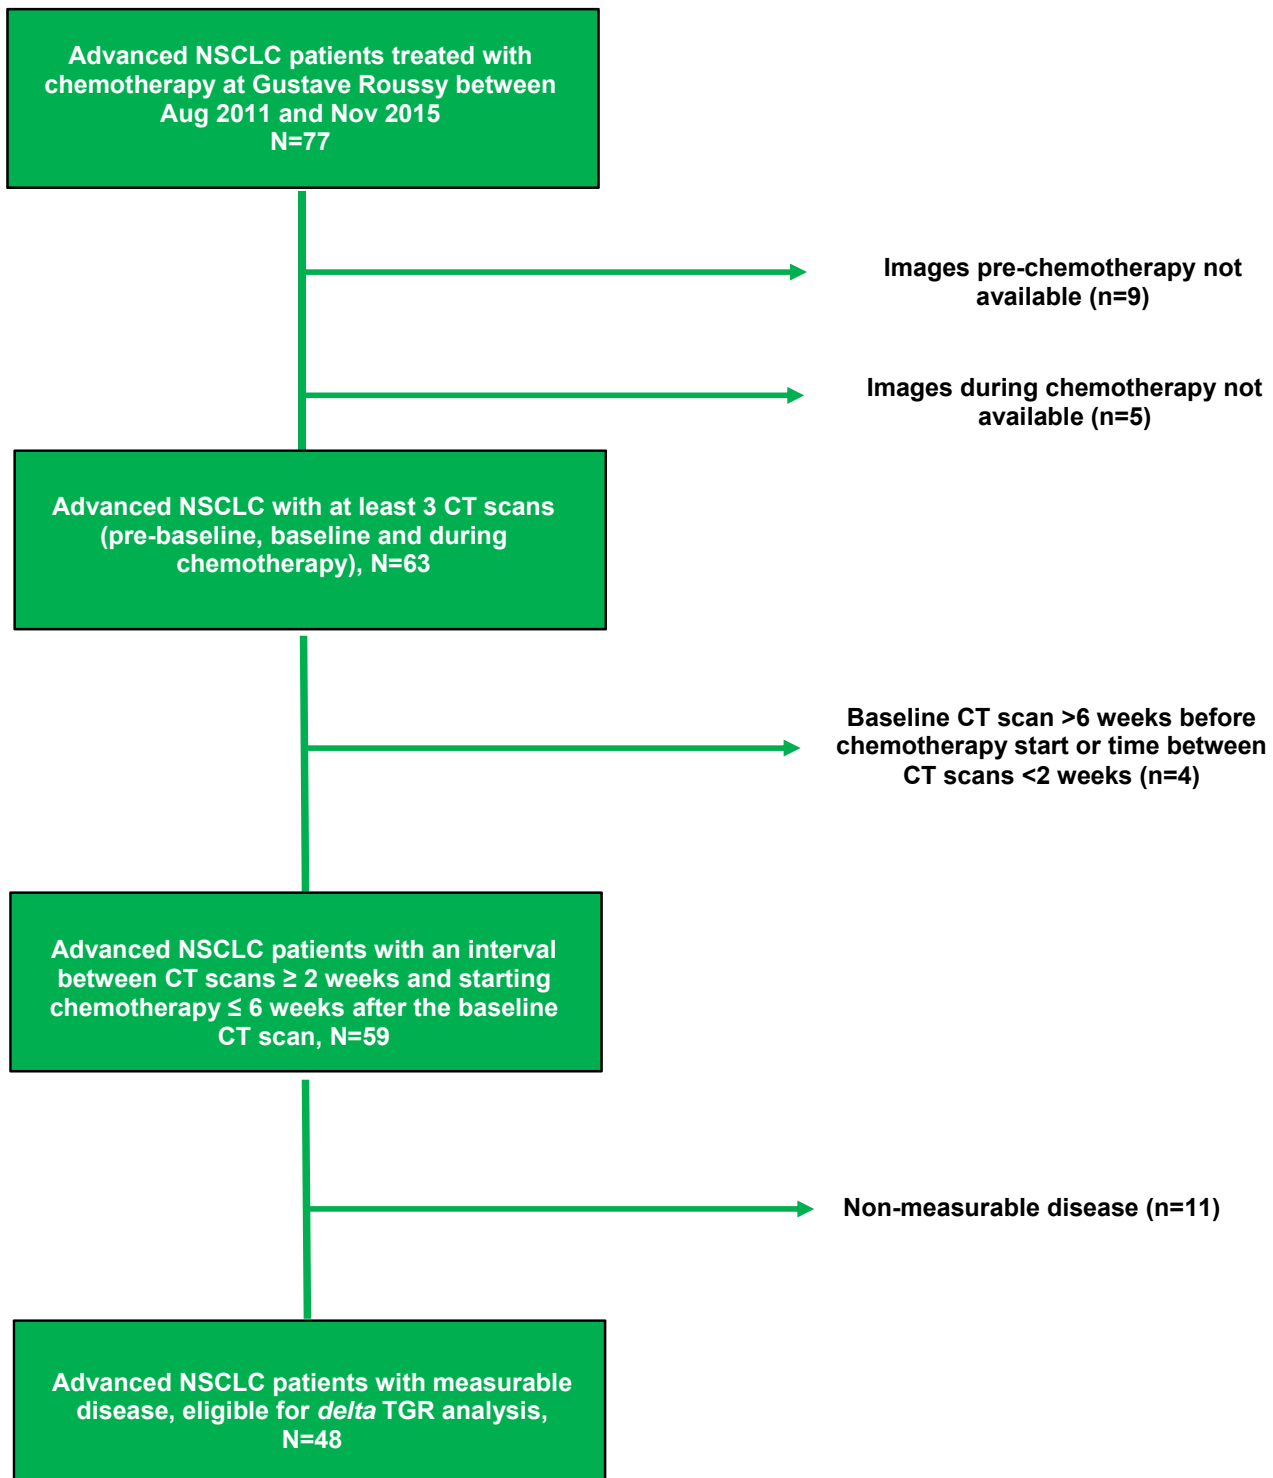 Advanced NSCLC patients treated with
chemotherapy at Gustave Roussy between
Aug 2011 and Nov 2015
N=77
Images pre-chemotherapy not
available (n=9)
Images during chemotherapy not
available (n=5)
Advanced NSCLC with at least 3 CT scans
(pre-baseline, baseline and during
chemotherapy), N=63
Baseline CT scan >6 weeks before
chemotherapy start or time between
CT scans <2 weeks (n=4)
Advanced NSCLC patients with an interval
between CT scans ≥ 2 weeks and starting
chemotherapy ≤ 6 weeks after the baseline
CT scan, N=59
Non-measurable disease (n=11)
Advanced NSCLC patients with measurable
disease, eligible for delta TGR analysis,
N=48